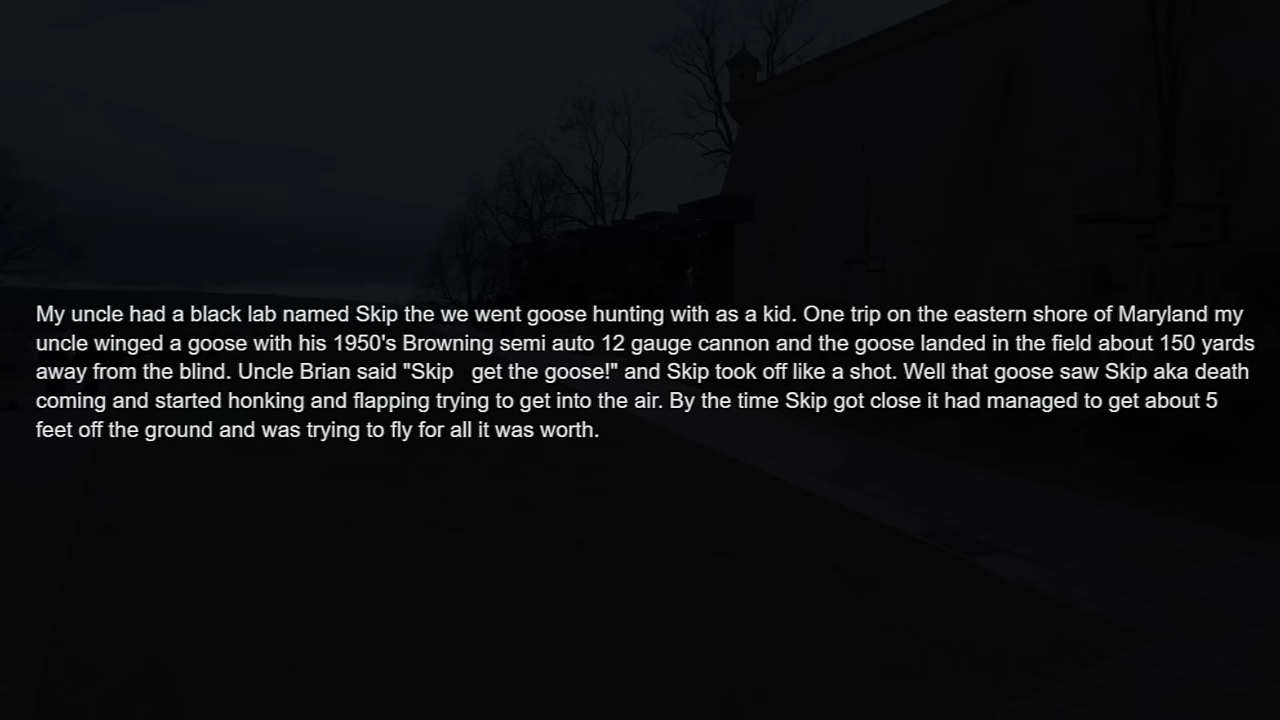 My uncle had a black lab named Skip the we went goose hunting with as a kid. One trip on the eastern shore of Maryland my
uncle winged a goose with his 1950's Browning semi auto 12 gauge cannon and the goose landed in the field about 150 yards
away from the blind. Uncle Brian said "Skip   get the goose!" and Skip took off like a shot. Well that goose saw Skip aka death
coming and started honking and flapping trying to get into the air. By the time Skip got close it had managed to get about 5
feet off the ground and was trying to fly for all it was worth.